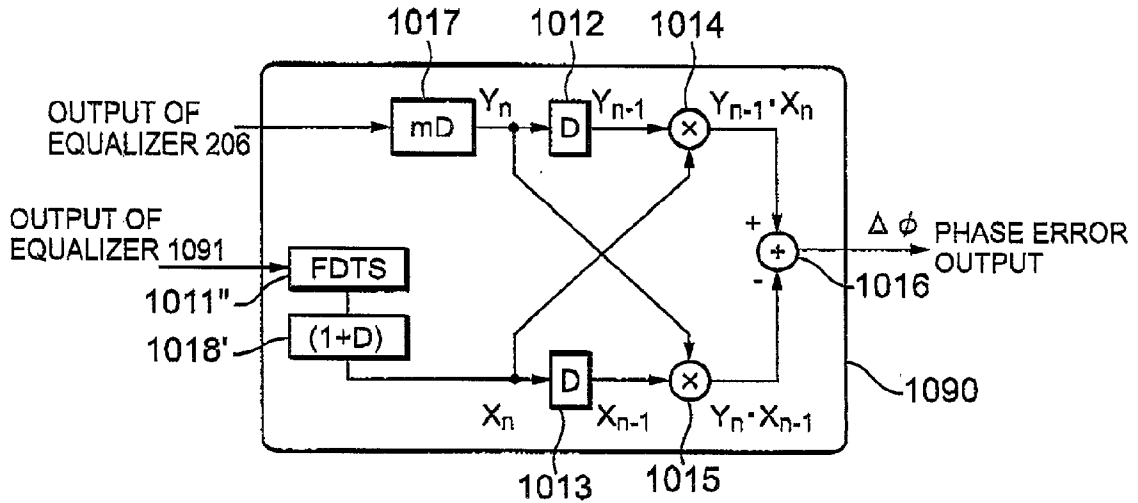 1017
1012
1014
OUTPUT OF
EQUALIZER 206
mD
Yn
D
Yn-1
×
Yn-1·Xn
OUTPUT OF
EQUALIZER 1091
FDTS
1011"
(1+D)
1018'
+
+
-
Δϕ
PHASE ERROR
OUTPUT
1016
Xn
D
Xn-1
×
Yn·Xn-1
1090
1013
1015